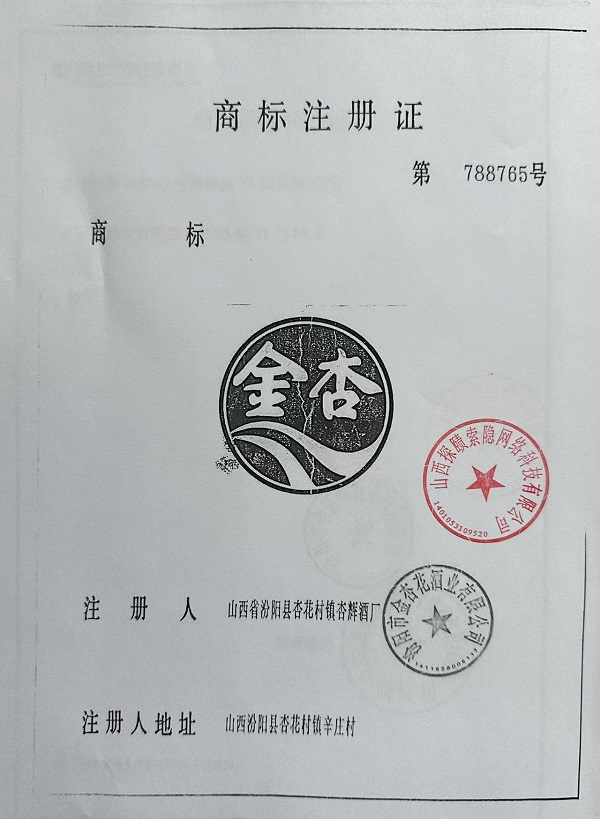 商标注册证
第 788765号
商 标
金杏
山西探赜索隐网络科技有限公司
1401053109520
注 册 人 山西省汾阳县杏花村镇杏辉酒厂
汾阳市金杏花酒业有限公司
注册人地址 山西汾阳县杏花村镇辛庄村